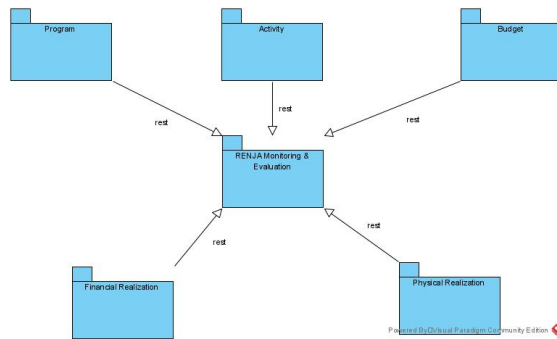 Program
Activity
Budget
rest
rest
rest
RENJA Monitoring &
Evaluation
rest
rest
Financial Realization
Physical Realization
Powered By Visual Paradigm Community Edition